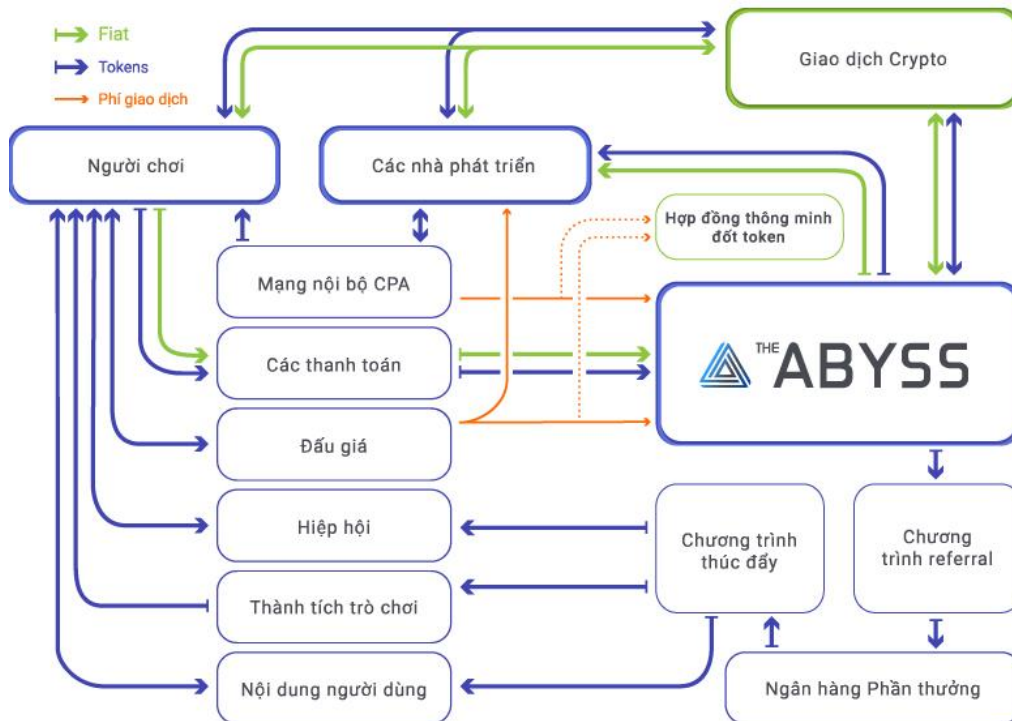 Fiat
Tokens
Phí giao dịch
Giao dịch Crypto
Người chơi
Các nhà phát triển
Hợp đồng thông minh
đốt token
Mạng nội bộ CPA
Các thanh toán
THE ABYSS
Đấu giá
Hiệp hội
Chương trình
thúc đẩy
Chương
trình referral
Thành tích trò chơi
Nội dung người dùng
Ngân hàng Phần thưởng